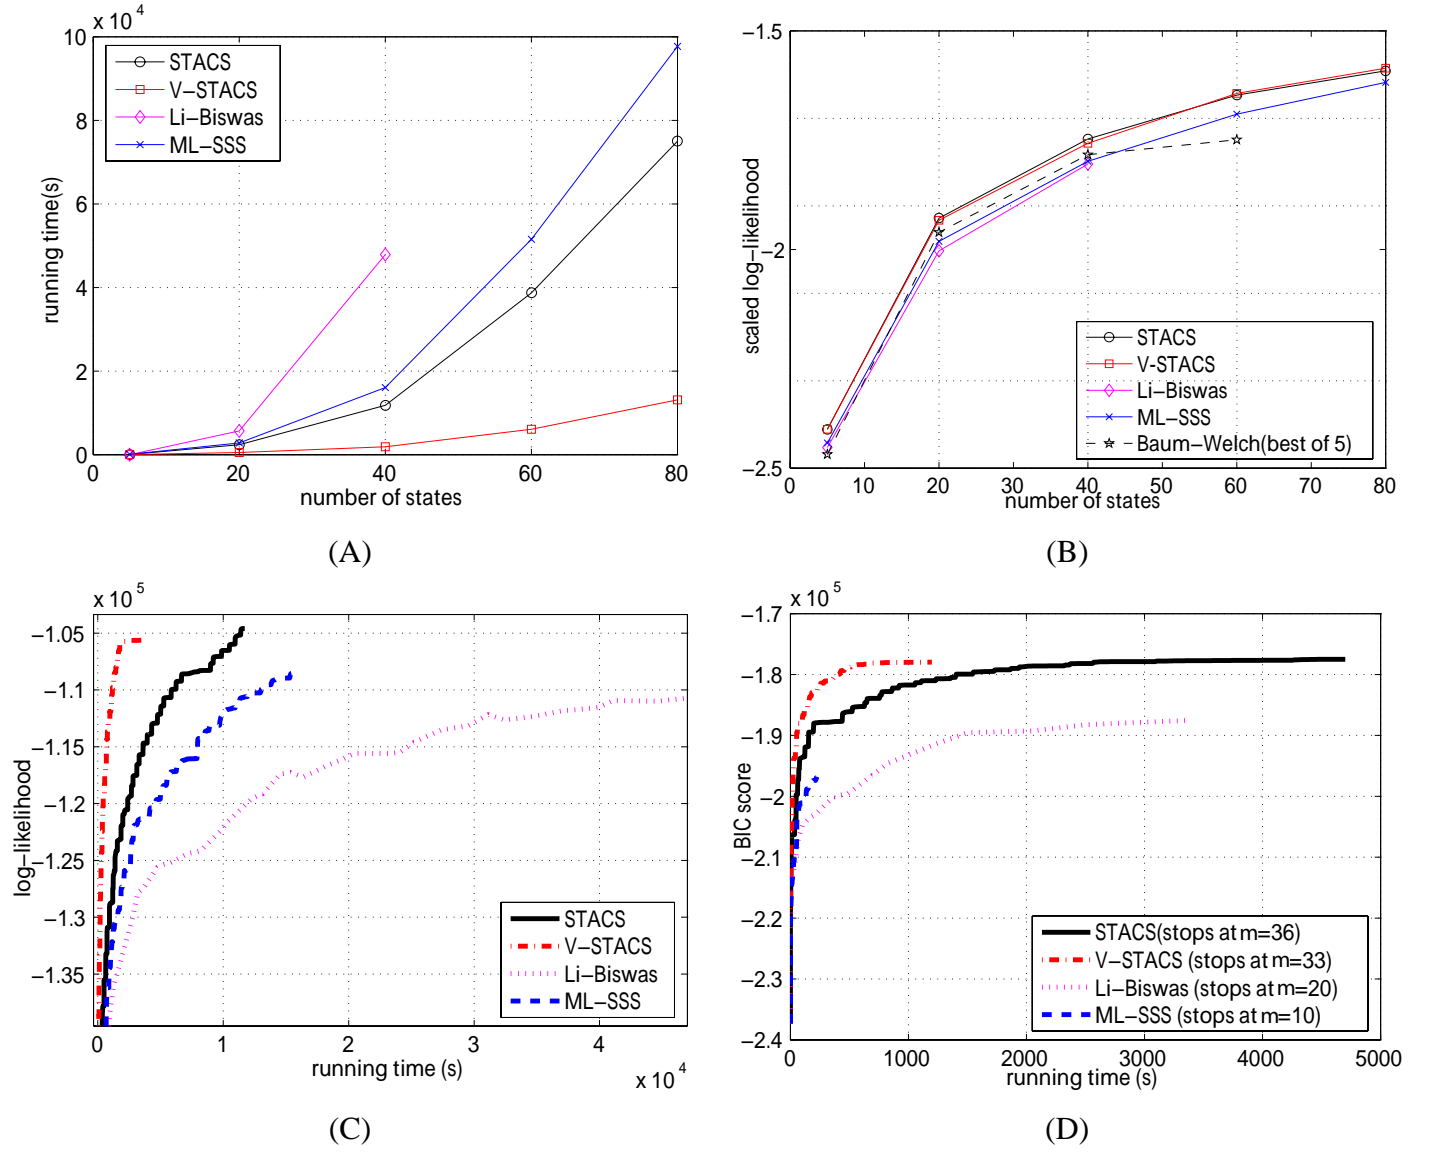 x 10 4
10
8
6
4
2
0
0
20
40
60
80
running time(s)
number of states
STACS
V−STACS
Li−Biswas
ML−SSS
(A)
−1.5
−2
−2.5
0
10
20
30
40
50
60
70
80
scaled log−likelihood
number of states
STACS
V-STACS
Li−Biswas
ML−SSS
Baum−Welch(best of 5)
(B)
x 10 5
−1.05
−1.1
−1.15
−1.2
−1.25
−1.3
−1.35
0
1
2
3
4
log−likelihood
running time (s)
x 10 4
STACS
V−STACS
Li−Biswas
ML−SSS
(C)
x 10 5
−1.7
−1.8
−1.9
−2
−2.1
−2.2
−2.3
−2.4
0
1000
2000
3000
4000
5000
BIC score
running time (s)
STACS(stops at m=36)
V−STACS (stops at m=33)
Li−Biswas (stops at m=20)
ML−SSS (stops at m=10)
(D)